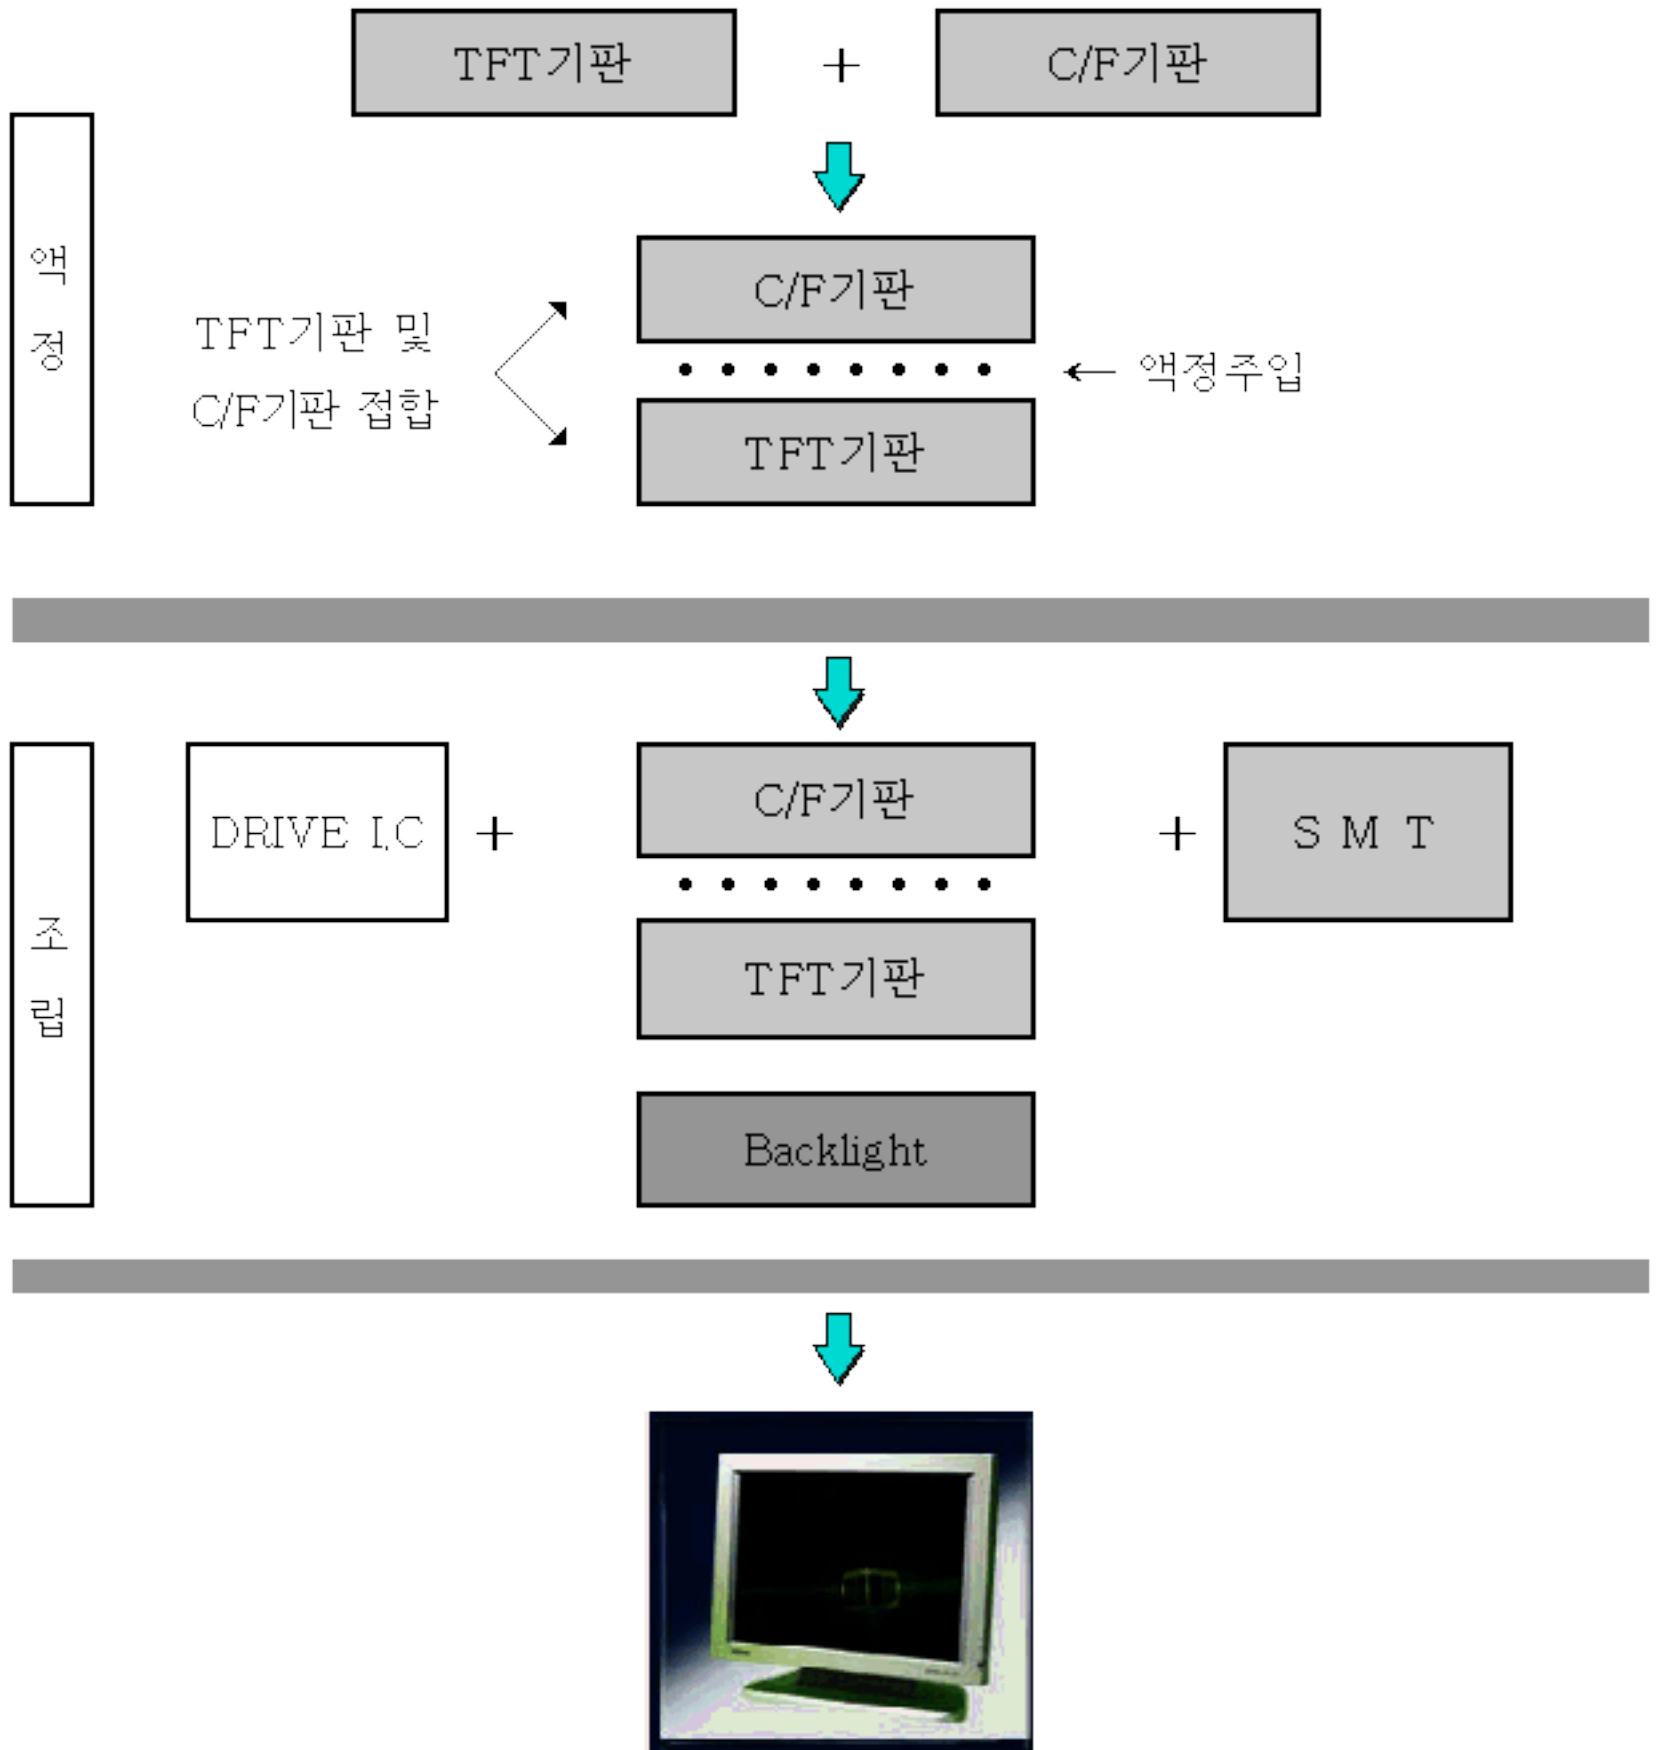 TFT기판 + C/F기판
액
정
C/F기판
TFT기판 및
C/F기판 접합
← 액정주입
TFT기판
DRIVE I.C + C/F기판 + S M T
TFT기판
조
립
Backlight